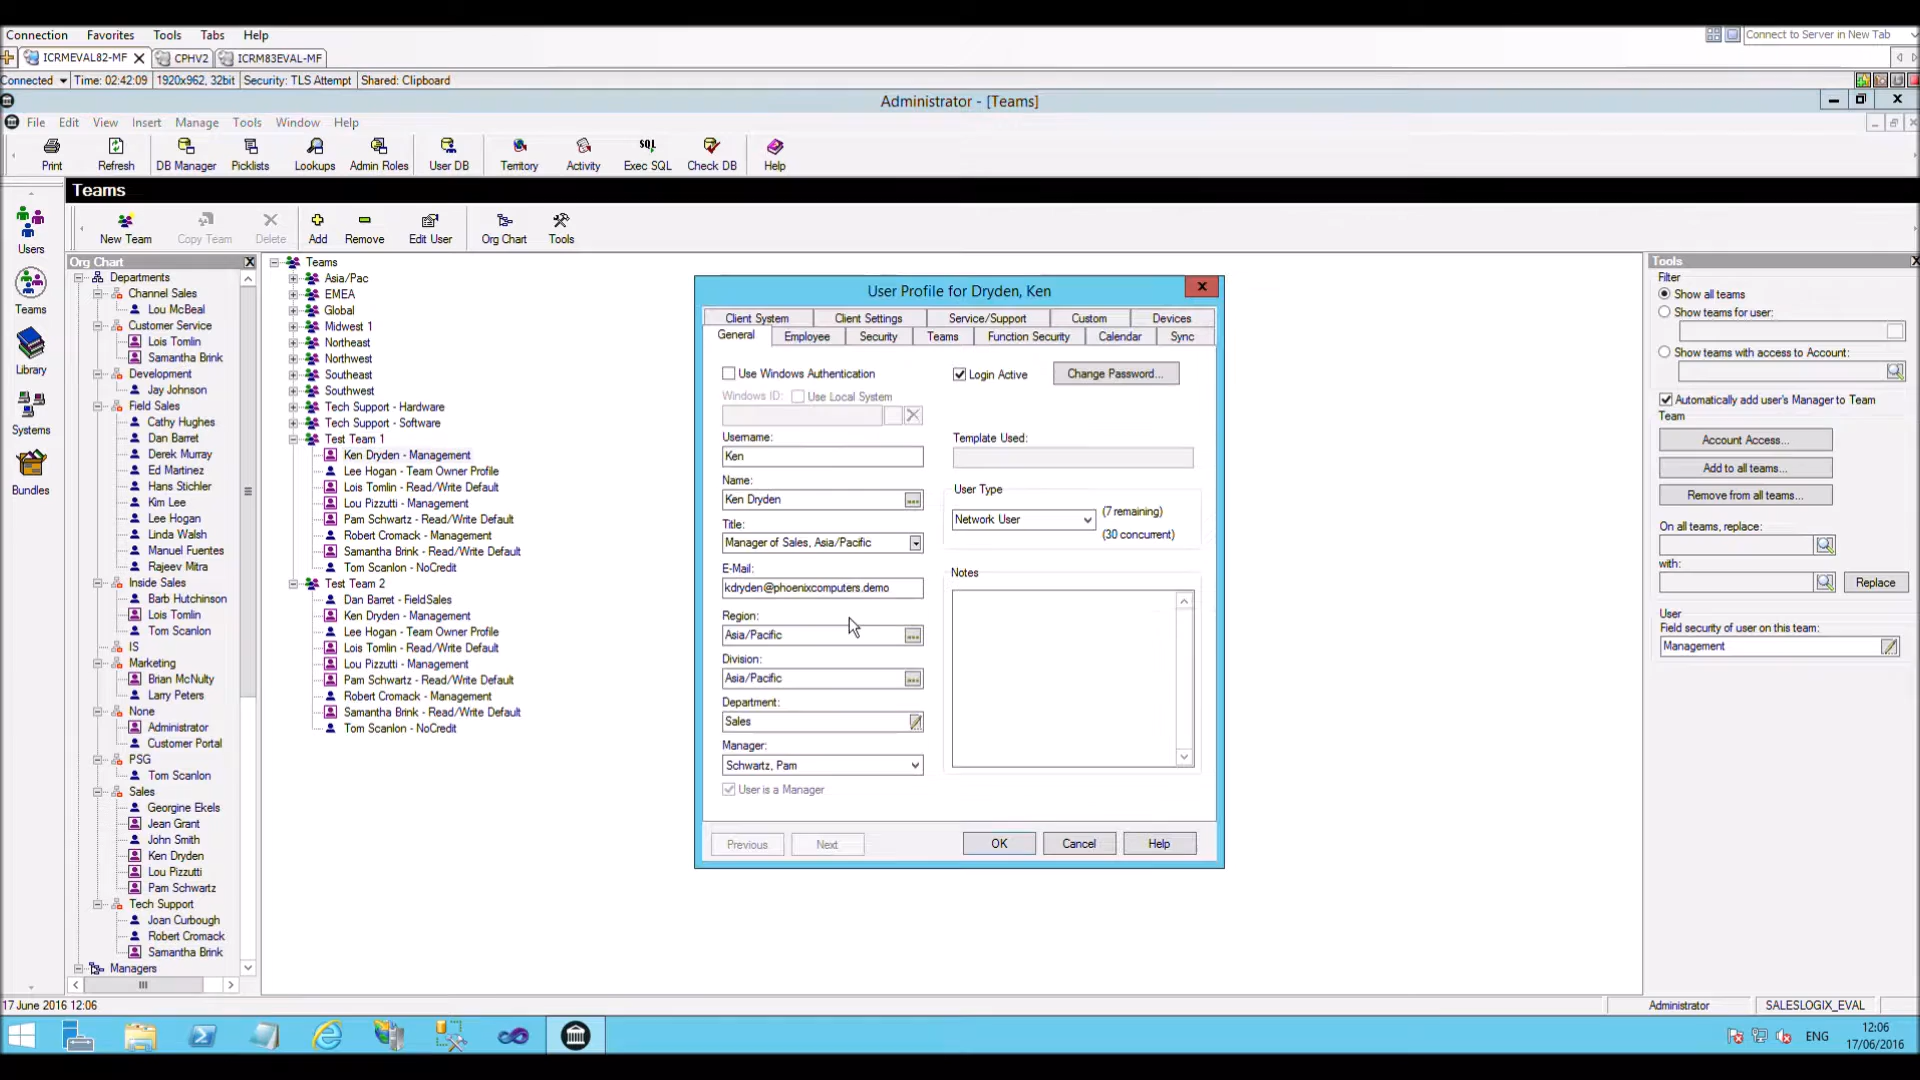 Connection Favorites Tools Tabs Help
Connect to Server in New Tab
ICRMEVAL82-MF CPHV2 ICRM83EVAL-MF
Connected Time: 02:42:09 1920x962, 32bit Security: TLS Attempt Shared: Clipboard
Administrator - [Teams]
File Edit View Insert Manage Tools Window Help
SQL
Print Refresh DB Manager Picklists Lookups Admin Roles User DB Territory Activity Exec SQL Check DB Help
Teams
New Team Copy Team Delete Add Remove Edit User Org Chart Tools
Users
Teams
Library
Systems
Bundles
Org Chart
Departments
Channel Sales
Lou McBeal
Customer Service
Lois Tomlin
Samantha Brink
Development
Jay Johnson
Field Sales
Cathy Hughes
Dan Barret
Derek Murray
Ed Martinez
Hans Stichler
Kim Lee
Lee Hogan
Linda Walsh
Manuel Fuentes
Rajeev Mitra
Inside Sales
Barb Hutchinson
Lois Tomlin
Tom Scanlon
IS
Marketing
Brian McNulty
Larry Peters
None
Administrator
Customer Portal
PSG
Tom Scanlon
Sales
Georgine Ekels
Jean Grant
John Smith
Ken Dryden
Lou Pizzutti
Pam Schwartz
Tech Support
Joan Curbough
Robert Cromack
Samantha Brink
Managers
Teams
Asia/Pac
EMEA
Global
Midwest 1
Northeast
Northwest
Southeast
Southwest
Tech Support - Hardware
Tech Support - Software
Test Team 1
Ken Dryden - Management
Lee Hogan - Team Owner Profile
Lois Tomlin - Read/Write Default
Lou Pizzutti - Management
Pam Schwartz - Read/Write Default
Robert Cromack - Management
Samantha Brink - Read/Write Default
Tom Scanlon - NoCredit
Test Team 2
Dan Barret - FieldSales
Ken Dryden - Management
Lee Hogan - Team Owner Profile
Lois Tomlin - Read/Write Default
Lou Pizzutti - Management
Pam Schwartz - Read/Write Default
Robert Cromack - Management
Samantha Brink - Read/Write Default
Tom Scanlon - NoCredit
User Profile for Dryden, Ken
Client System Client Settings Service/Support Custom Devices
General Employee Security Teams Function Security Calendar Sync
Use Windows Authentication
Login Active
Change Password...
Windows ID: Use Local System
Username:
Ken
Name:
Ken Dryden
Title:
Manager of Sales, Asia/Pacific
E-Mail:
kdryden@phoenixcomputers.demo
Region:
Asia/Pacific
Division:
Asia/Pacific
Department:
Sales
Manager:
Schwartz, Pam
User is a Manager
Template Used:
User Type
Network User
(7 remaining)
(30 concurrent)
Notes
Previous Next OK Cancel Help
Tools
Filter
Show all teams
Show teams for user:
Show teams with access to Account:
Automatically add user's Manager to Team
Team
Account Access...
Add to all teams...
Remove from all teams...
On all teams, replace:
with:
Replace
User
Field security of user on this team:
Management
17 June 2016 12:06
Administrator
SALESLOGIX_EVAL
ENG
12:06
17/06/2016